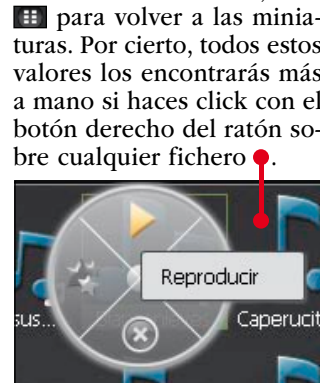 para volver a las minia-
turas. Por cierto, todos estos
valores los encontrarás más
a mano si haces click con el
botón derecho del ratón so-
bre cualquier fichero .
Reproducir
sus...
Caperucit